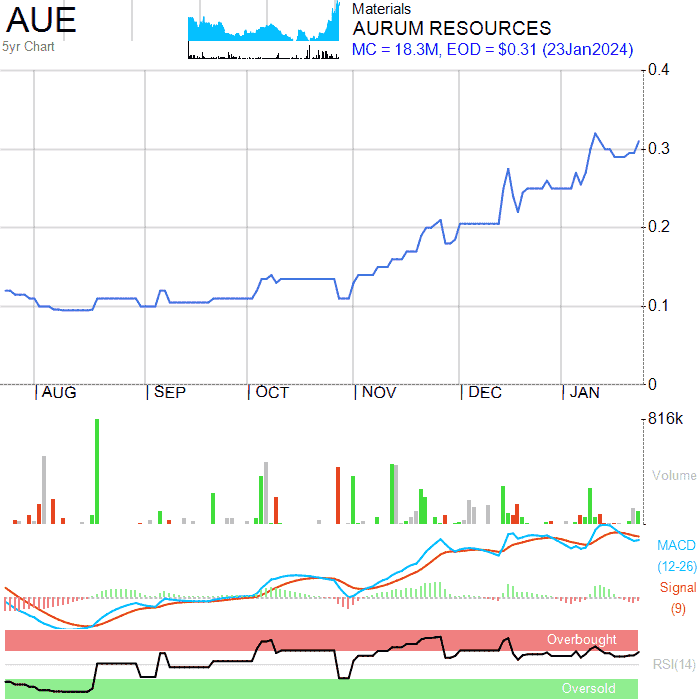 AUE
5yr Chart
Materials
AURUM RESOURCES
MC = 18.3M, EOD = $0.31 (23Jan2024)
0.4
0.3
0.2
0.1
0
AUG SEP OCT NOV DEC JAN
816k
Volume
MACD
(12-26)
Signal
(9)
Overbought
RSI(14)
Oversold